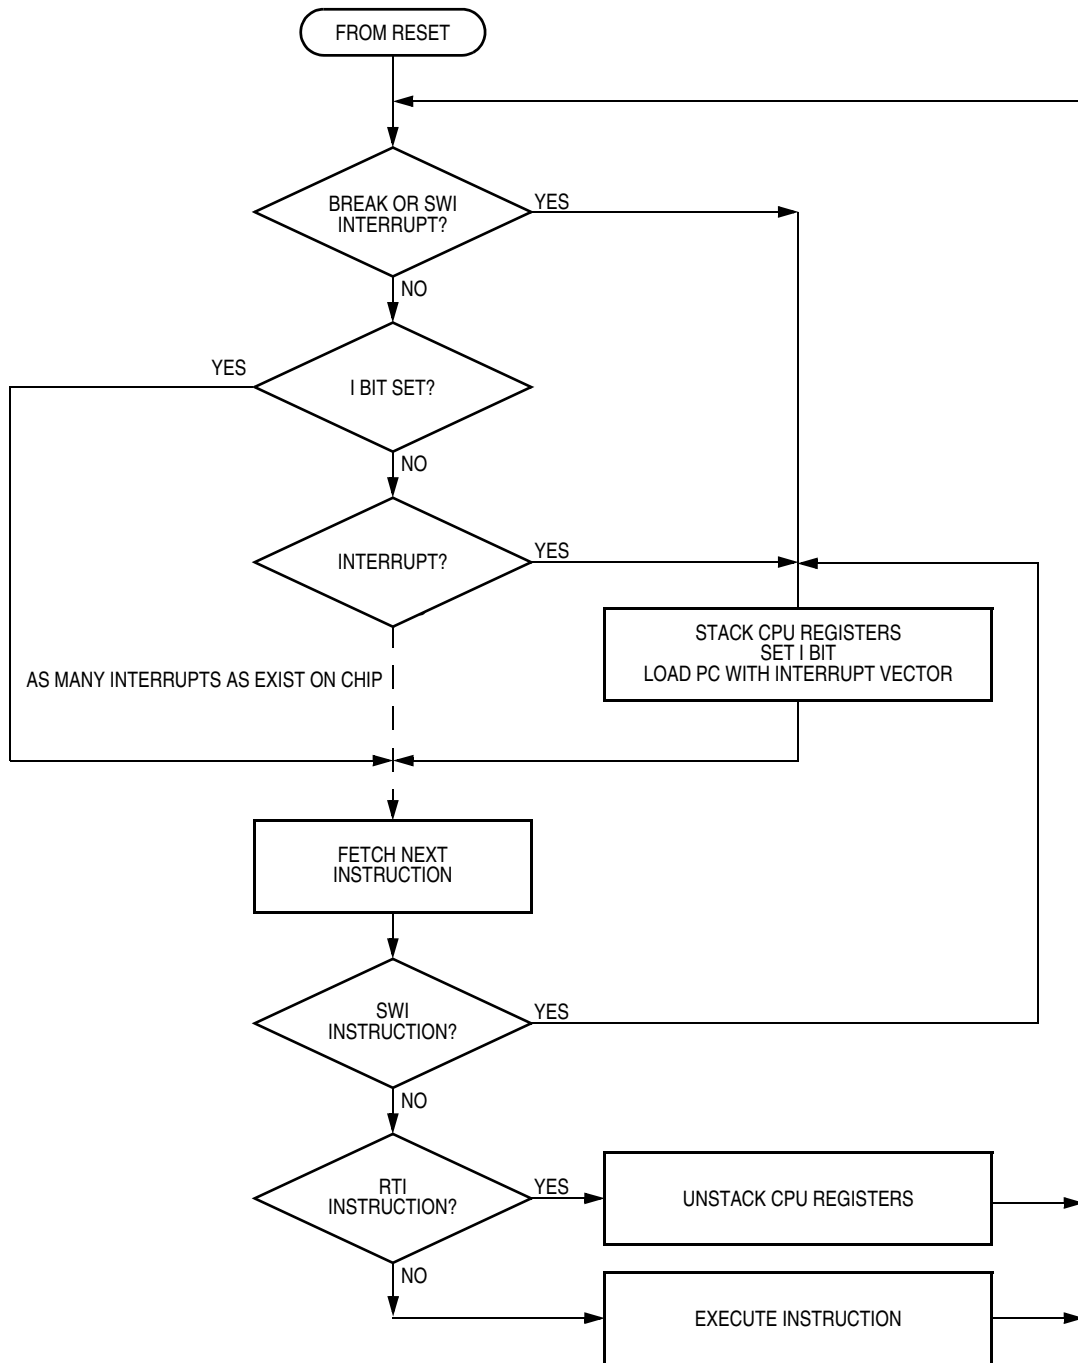 FROM RESET
BREAK OR SWI
INTERRUPT?
YES
NO
YES
I BIT SET?
NO
INTERRUPT?
YES
STACK CPU REGISTERS
SET I BIT
LOAD PC WITH INTERRUPT VECTOR
AS MANY INTERRUPTS AS EXIST ON CHIP
FETCH NEXT
INSTRUCTION
SWI
INSTRUCTION?
YES
NO
RTI
INSTRUCTION?
YES
UNSTACK CPU REGISTERS
NO
EXECUTE INSTRUCTION